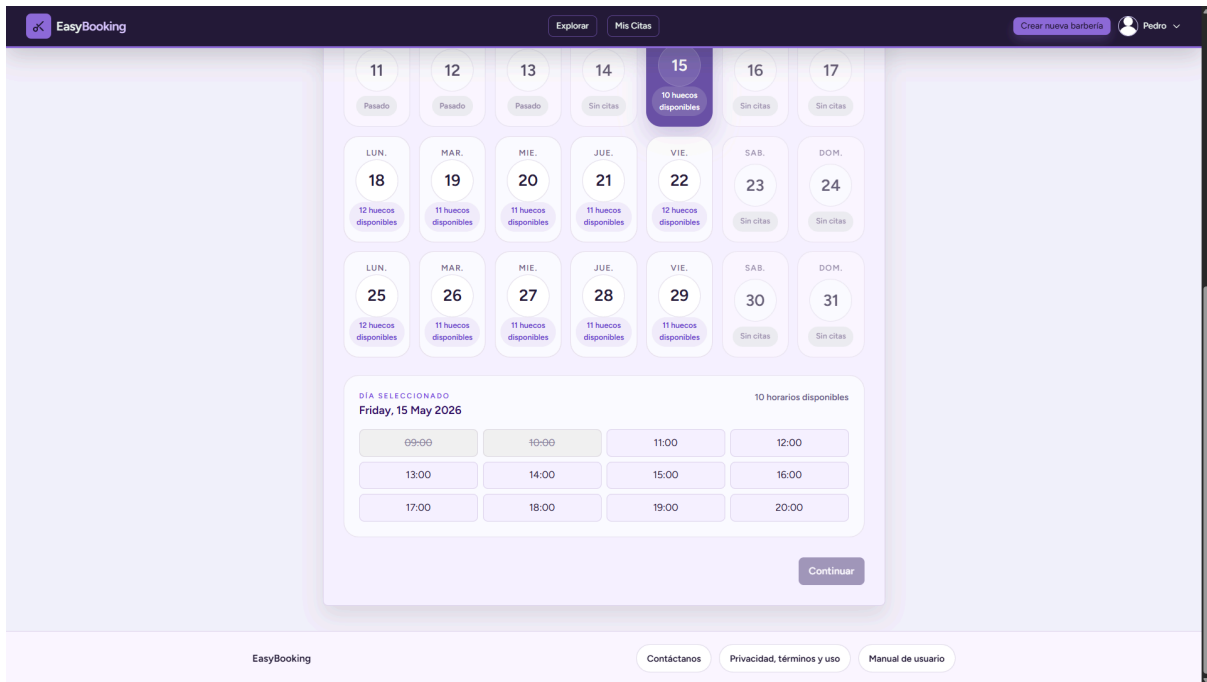 EasyBooking
Explorar
Mis Citas
Crear nueva barbería
Pedro
11 12 13 14 15 16 17
Pasado Pasado Pasado Sin citas 10 huecos disponibles Sin citas Sin citas
LUN. MAR. MIE. JUE. VIE. SAB. DOM.
18 19 20 21 22 23 24
12 huecos disponibles 11 huecos disponibles 11 huecos disponibles 11 huecos disponibles 12 huecos disponibles Sin citas Sin citas
LUN. MAR. MIE. JUE. VIE. SAB. DOM.
25 26 27 28 29 30 31
12 huecos disponibles 11 huecos disponibles 11 huecos disponibles 11 huecos disponibles 11 huecos disponibles Sin citas Sin citas
DÍA SELECCIONADO
Friday, 15 May 2026
10 horarios disponibles
09:00 10:00 11:00 12:00
13:00 14:00 15:00 16:00
17:00 18:00 19:00 20:00
Continuar
EasyBooking
Contáctanos
Privacidad, términos y uso
Manual de usuario